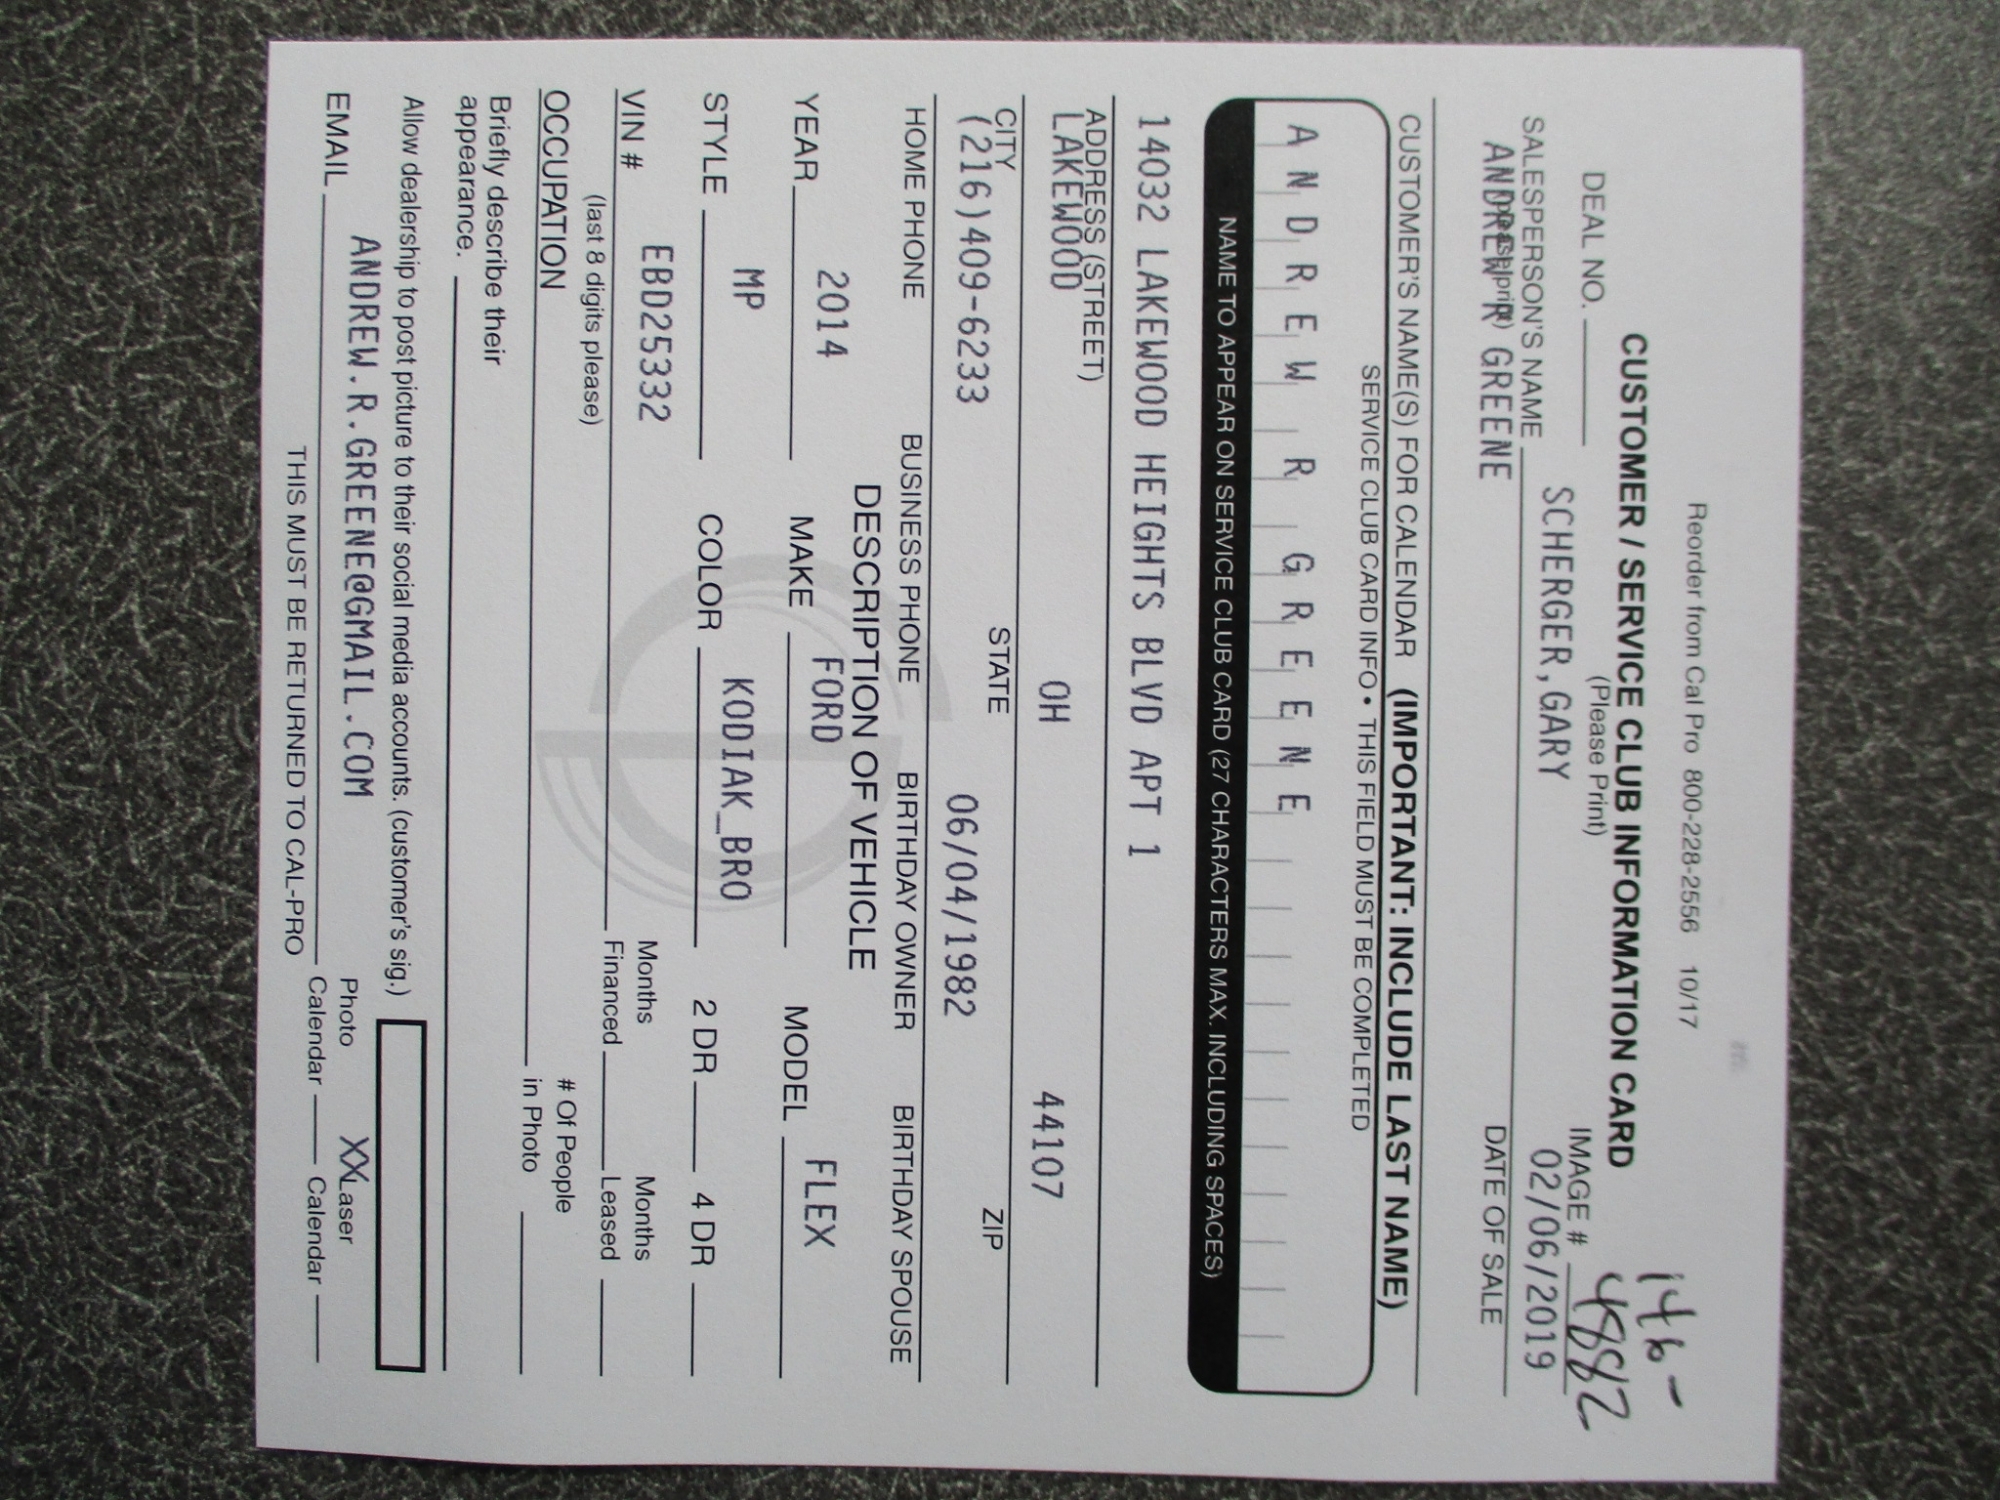 Reorder from Cal Pro 800-228-2556 10/17
146-
CUSTOMER / SERVICE CLUB INFORMATION CARD
(Please Print)
4882
DEAL NO. IMAGE #
SCHERGER,GARY 02/06/2019
SALESPERSON'S NAME DATE OF SALE
(please print)
ANDREW R GREENE
CUSTOMER'S NAME(S) FOR CALENDAR (IMPORTANT: INCLUDE LAST NAME)
SERVICE CLUB CARD INFO • THIS FIELD MUST BE COMPLETED
ANDREW R GREENE
NAME TO APPEAR ON SERVICE CLUB CARD (27 CHARACTERS MAX. INCLUDING SPACES)
14032 LAKEWOOD HEIGHTS BLVD APT 1
ADDRESS (STREET)
LAKEWOOD OH 44107
CITY STATE ZIP
(216)409-6233 06/04/1982
HOME PHONE BUSINESS PHONE BIRTHDAY OWNER BIRTHDAY SPOUSE
DESCRIPTION OF VEHICLE
YEAR 2014 MAKE FORD MODEL FLEX
STYLE MP COLOR KODIAK_BRO 2 DR 4 DR
VIN # EBD25332 Months Financed Months Leased
(last 8 digits please)
OCCUPATION # Of People in Photo
Briefly describe their
appearance.
Allow dealership to post picture to their social media accounts. (customer's sig.)
EMAIL ANDREW.R.GREENE@GMAIL.COM Photo Calendar XX Laser Calendar
THIS MUST BE RETURNED TO CAL-PRO